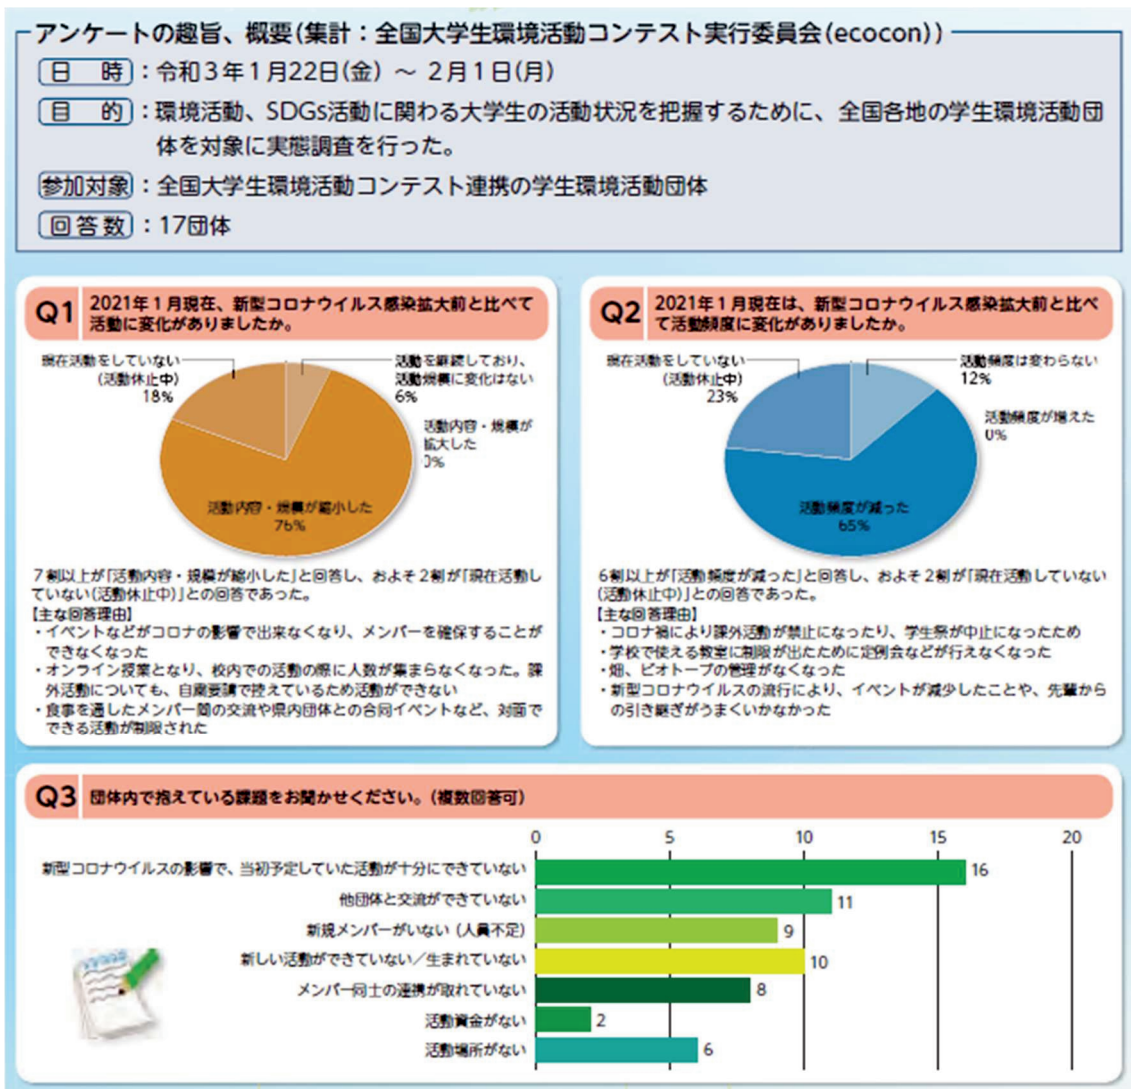 アンケートの趣旨、概要(集計：全国大学生環境活動コンテスト実行委員会(ecocon))
日　時：令和３年１月22日(金) ～ ２月１日(月)
目　的：環境活動、SDGs活動に関わる大学生の活動状況を把握するために、全国各地の学生環境活動団
体を対象に実態調査を行った。
参加対象：全国大学生環境活動コンテスト連携の学生環境活動団体
回答数：17団体
Q1 2021年１月現在、新型コロナウイルス感染拡大前と比べて
活動に変化がありましたか。
現在活動をしていない
(活動休止中)
18%
活動を継続しており、
活動規模に変化はない
6%
活動内容・規模が
拡大した
0%
活動内容・規模が縮小した
76%
７割以上が「活動内容・規模が縮小した」と回答し、およそ２割が「現在活動し
ていない(活動休止中)」との回答であった。
【主な回答理由】
・イベントなどがコロナの影響で出来なくなり、メンバーを確保することが
できなくなった
・オンライン授業となり、校内での活動の際に人数が集まらなくなった。課
外活動についても、自粛要請で控えているため活動ができない
・食事を通したメンバー間の交流や県内団体との合同イベントなど、対面で
できる活動が制限された
Q2 2021年１月現在は、新型コロナウイルス感染拡大前と比べ
て活動頻度に変化がありましたか。
現在活動をしていない
(活動休止中)
23%
活動頻度は変わらない
12%
活動頻度が増えた
0%
活動頻度が減った
65%
６割以上が「活動頻度が減った」と回答し、およそ２割が「現在活動していない
(活動休止中)」との回答であった。
【主な回答理由】
・コロナ禍により課外活動が禁止になったり、学生祭が中止になったため
・学校で使える教室に制限が出たために定例会などが行えなくなった
・畑、ビオトープの管理がなくなった
・新型コロナウイルスの流行により、イベントが減少したことや、先輩から
の引き継ぎがうまくいかなかった
Q3 団体内で抱えている課題をお聞かせください。(複数回答可)
0 5 10 15 20
新型コロナウイルスの影響で、当初予定していた活動が十分にできていない 16
他団体と交流ができていない 11
新規メンバーがいない（人員不足） 9
新しい活動ができていない／生まれていない 10
メンバー同士の連携が取れていない 8
活動資金がない 2
活動場所がない 6